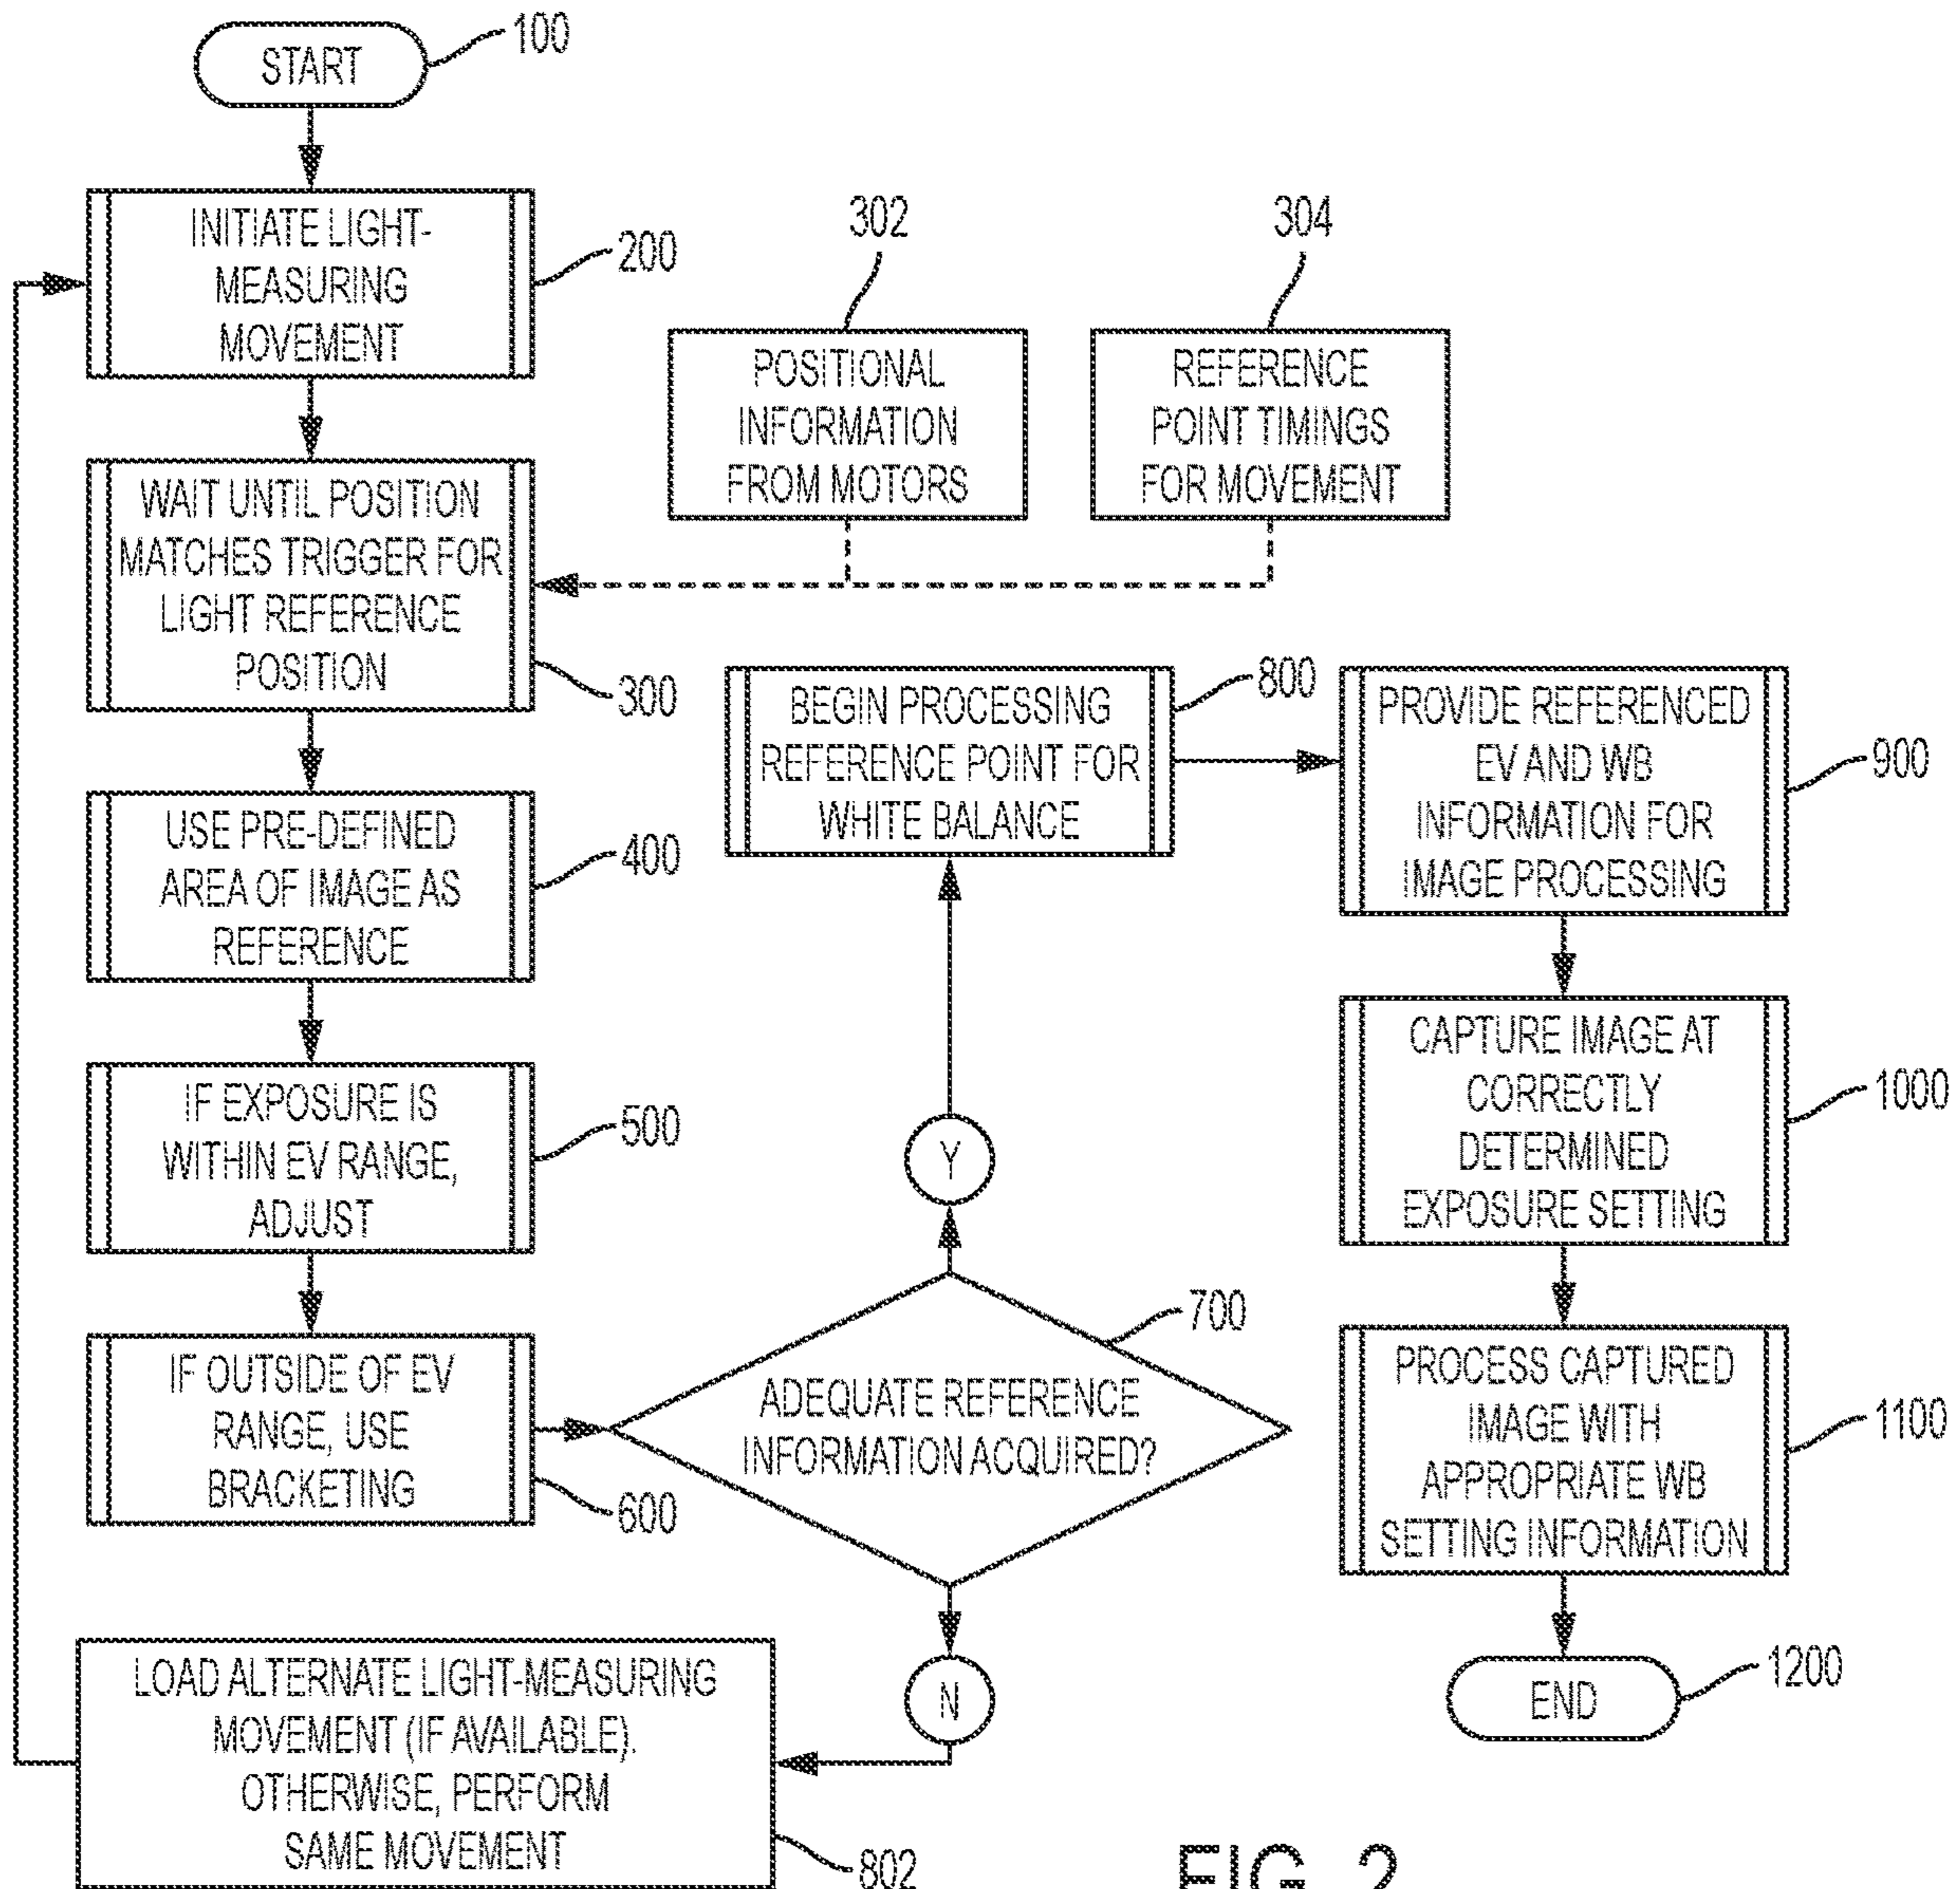 START
100
INITIATE LIGHT-
MEASURING
MOVEMENT
200
302
304
POSITIONAL
INFORMATION
FROM MOTORS
REFERENCE
POINT TIMINGS
FOR MOVEMENT
WAIT UNTIL POSITION
MATCHES TRIGGER FOR
LIGHT REFERENCE
POSITION
300
USE PRE-DEFINED
AREA OF IMAGE AS
REFERENCE
400
IF EXPOSURE IS
WITHIN EV RANGE,
ADJUST
500
IF OUTSIDE OF EV
RANGE, USE
BRACKETING
600
ADEQUATE REFERENCE
INFORMATION ACQUIRED?
700
Y
BEGIN PROCESSING
REFERENCE POINT FOR
WHITE BALANCE
800
PROVIDE REFERENCED
EV AND WB
INFORMATION FOR
IMAGE PROCESSING
900
CAPTURE IMAGE AT
CORRECTLY
DETERMINED
EXPOSURE SETTING
1000
PROCESS CAPTURED
IMAGE WITH
APPROPRIATE WB
SETTING INFORMATION
1100
END
1200
N
LOAD ALTERNATE LIGHT-MEASURING
MOVEMENT (IF AVAILABLE).
OTHERWISE, PERFORM
SAME MOVEMENT
802
FIG. 2